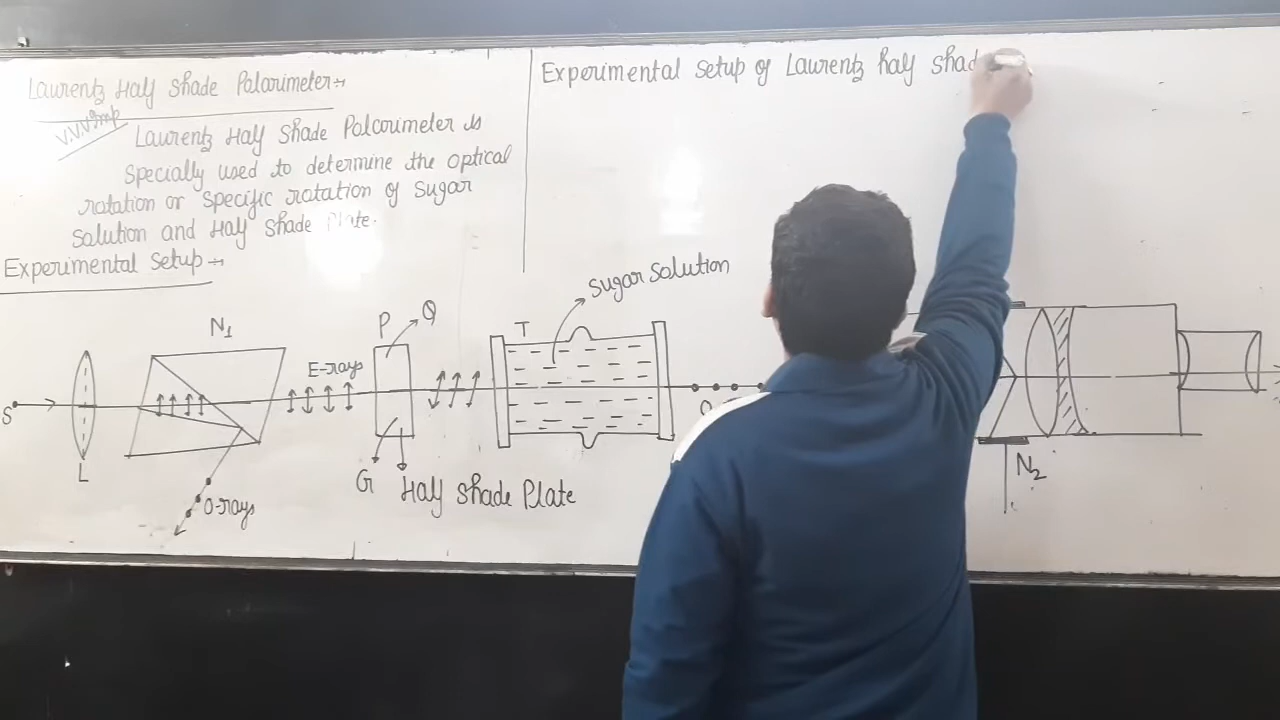 Laurentz Half Shade Polarimeter :→
V.V.V Imp
Laurentz Half Shade Polarimeter is
Specially used to determine the optical
rotation or specific rotation of Sugar
Solution and Half Shade Plate.
Experimental Setup :→
Experimental Setup of Laurentz half shad
Sugar solution
N1
P
Q
T
E-rays
S
L
O-rays
G
Half Shade Plate
N2